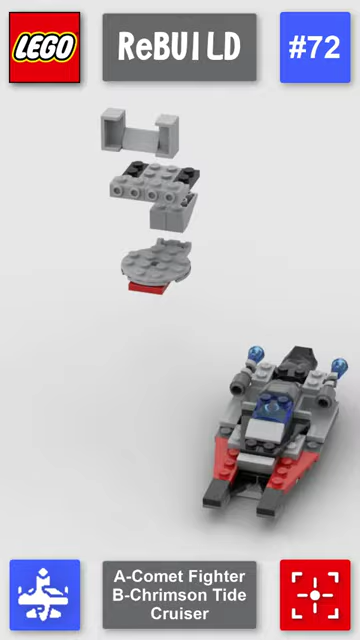 LEGO
ReBUILD
#72
A-Comet Fighter
B-Chrimson Tide
Cruiser